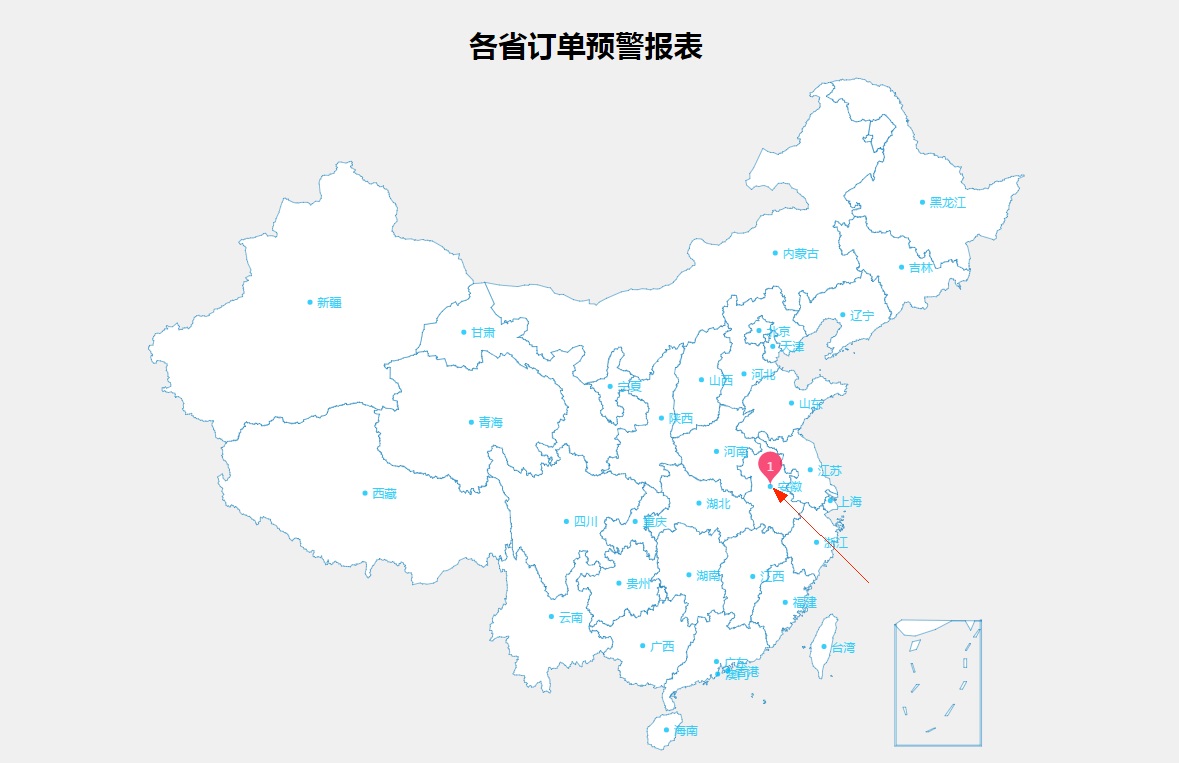 各省订单预警报表
黑龙江
内蒙古
吉林
新疆
辽宁
北京
甘肃
天津
河北
山西
宁夏
山东
陕西
青海
河南
1
江苏
安徽
西藏
上海
湖北
四川
重庆
浙江
湖南
江西
贵州
福建
云南
广西
台湾
广东
香港
澳门
海南